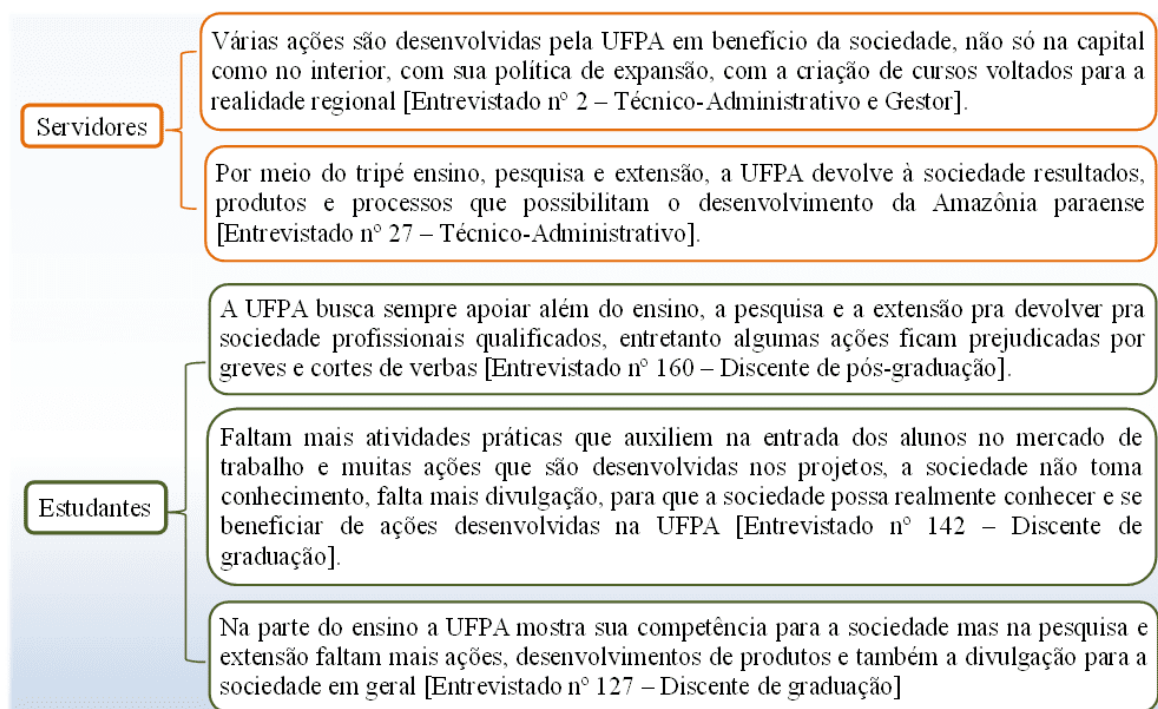 Servidores
Várias ações são desenvolvidas pela UFPA em benefício da sociedade, não só na capital
como no interior, com sua política de expansão, com a criação de cursos voltados para a
realidade regional [Entrevistado nº 2 – Técnico-Administrativo e Gestor].
Por meio do tripé ensino, pesquisa e extensão, a UFPA devolve à sociedade resultados,
produtos e processos que possibilitam o desenvolvimento da Amazônia paraense
[Entrevistado nº 27 – Técnico-Administrativo].
Estudantes
A UFPA busca sempre apoiar além do ensino, a pesquisa e a extensão pra devolver pra
sociedade profissionais qualificados, entretanto algumas ações ficam prejudicadas por
greves e cortes de verbas [Entrevistado nº 160 – Discente de pós-graduação].
Faltam mais atividades práticas que auxiliem na entrada dos alunos no mercado de
trabalho e muitas ações que são desenvolvidas nos projetos, a sociedade não toma
conhecimento, falta mais divulgação, para que a sociedade possa realmente conhecer e se
beneficiar de ações desenvolvidas na UFPA [Entrevistado nº 142 – Discente de
graduação].
Na parte do ensino a UFPA mostra sua competência para a sociedade mas na pesquisa e
extensão faltam mais ações, desenvolvimentos de produtos e também a divulgação para a
sociedade em geral [Entrevistado nº 127 – Discente de graduação]